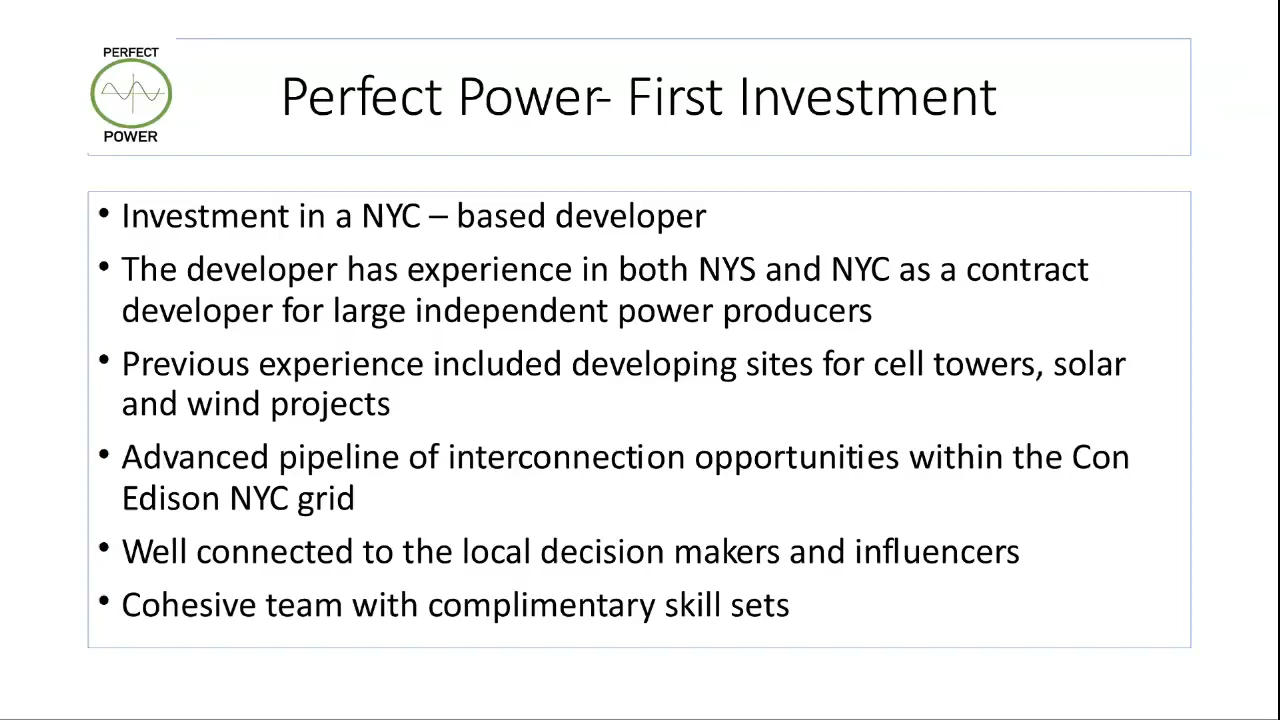 PERFECT
POWER
Perfect Power- First Investment
• Investment in a NYC – based developer
• The developer has experience in both NYS and NYC as a contract
developer for large independent power producers
• Previous experience included developing sites for cell towers, solar
and wind projects
• Advanced pipeline of interconnection opportunities within the Con
Edison NYC grid
• Well connected to the local decision makers and influencers
• Cohesive team with complimentary skill sets